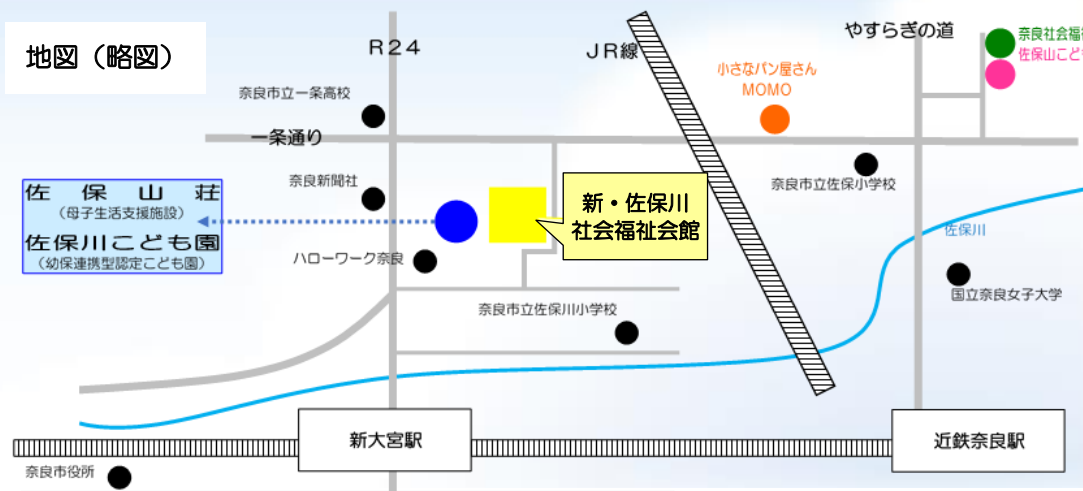 地図（略図）
R24
JR線
やすらぎの道
奈良社会福祉
佐保山こども
小さなパン屋さん
MOMO
奈良市立一条高校
一条通り
奈良新聞社
奈良市立佐保小学校
佐保山荘
（母子生活支援施設）
佐保川こども園
（幼保連携型認定こども園）
新・佐保川
社会福祉会館
佐保川
ハローワーク奈良
国立奈良女子大学
奈良市立佐保川小学校
新大宮駅
近鉄奈良駅
奈良市役所